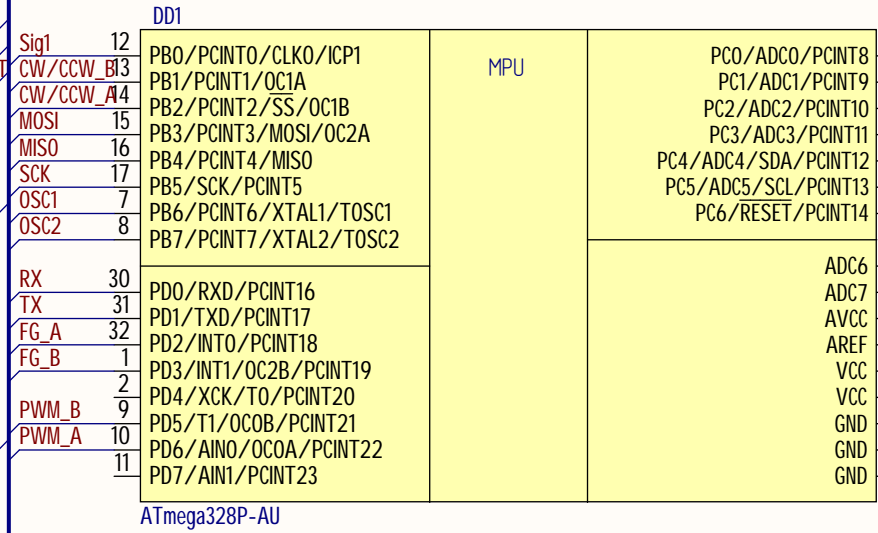 DD1
Sig1 12 PB0/PCINT0/CLKO/ICP1 MPU PC0/ADC0/PCINT8
T CW/CCW_B 13 PB1/PCINT1/OC1A PC1/ADC1/PCINT9
CW/CCW_A 14 PB2/PCINT2/SS/OC1B PC2/ADC2/PCINT10
MOSI 15 PB3/PCINT3/MOSI/OC2A PC3/ADC3/PCINT11
MISO 16 PB4/PCINT4/MISO PC4/ADC4/SDA/PCINT12
SCK 17 PB5/SCK/PCINT5 PC5/ADC5/SCL/PCINT13
OSC1 7 PB6/PCINT6/XTAL1/TOSC1 PC6/RESET/PCINT14
OSC2 8 PB7/PCINT7/XTAL2/TOSC2
ADC6
RX 30 PD0/RXD/PCINT16 ADC7
TX 31 PD1/TXD/PCINT17 AVCC
FG_A 32 PD2/INT0/PCINT18 AREF
FG_B 1 PD3/INT1/OC2B/PCINT19 VCC
2 PD4/XCK/T0/PCINT20 VCC
PWM_B 9 PD5/T1/OC0B/PCINT21 GND
PWM_A 10 PD6/AIN0/OC0A/PCINT22 GND
11 PD7/AIN1/PCINT23 GND
ATmega328P-AU